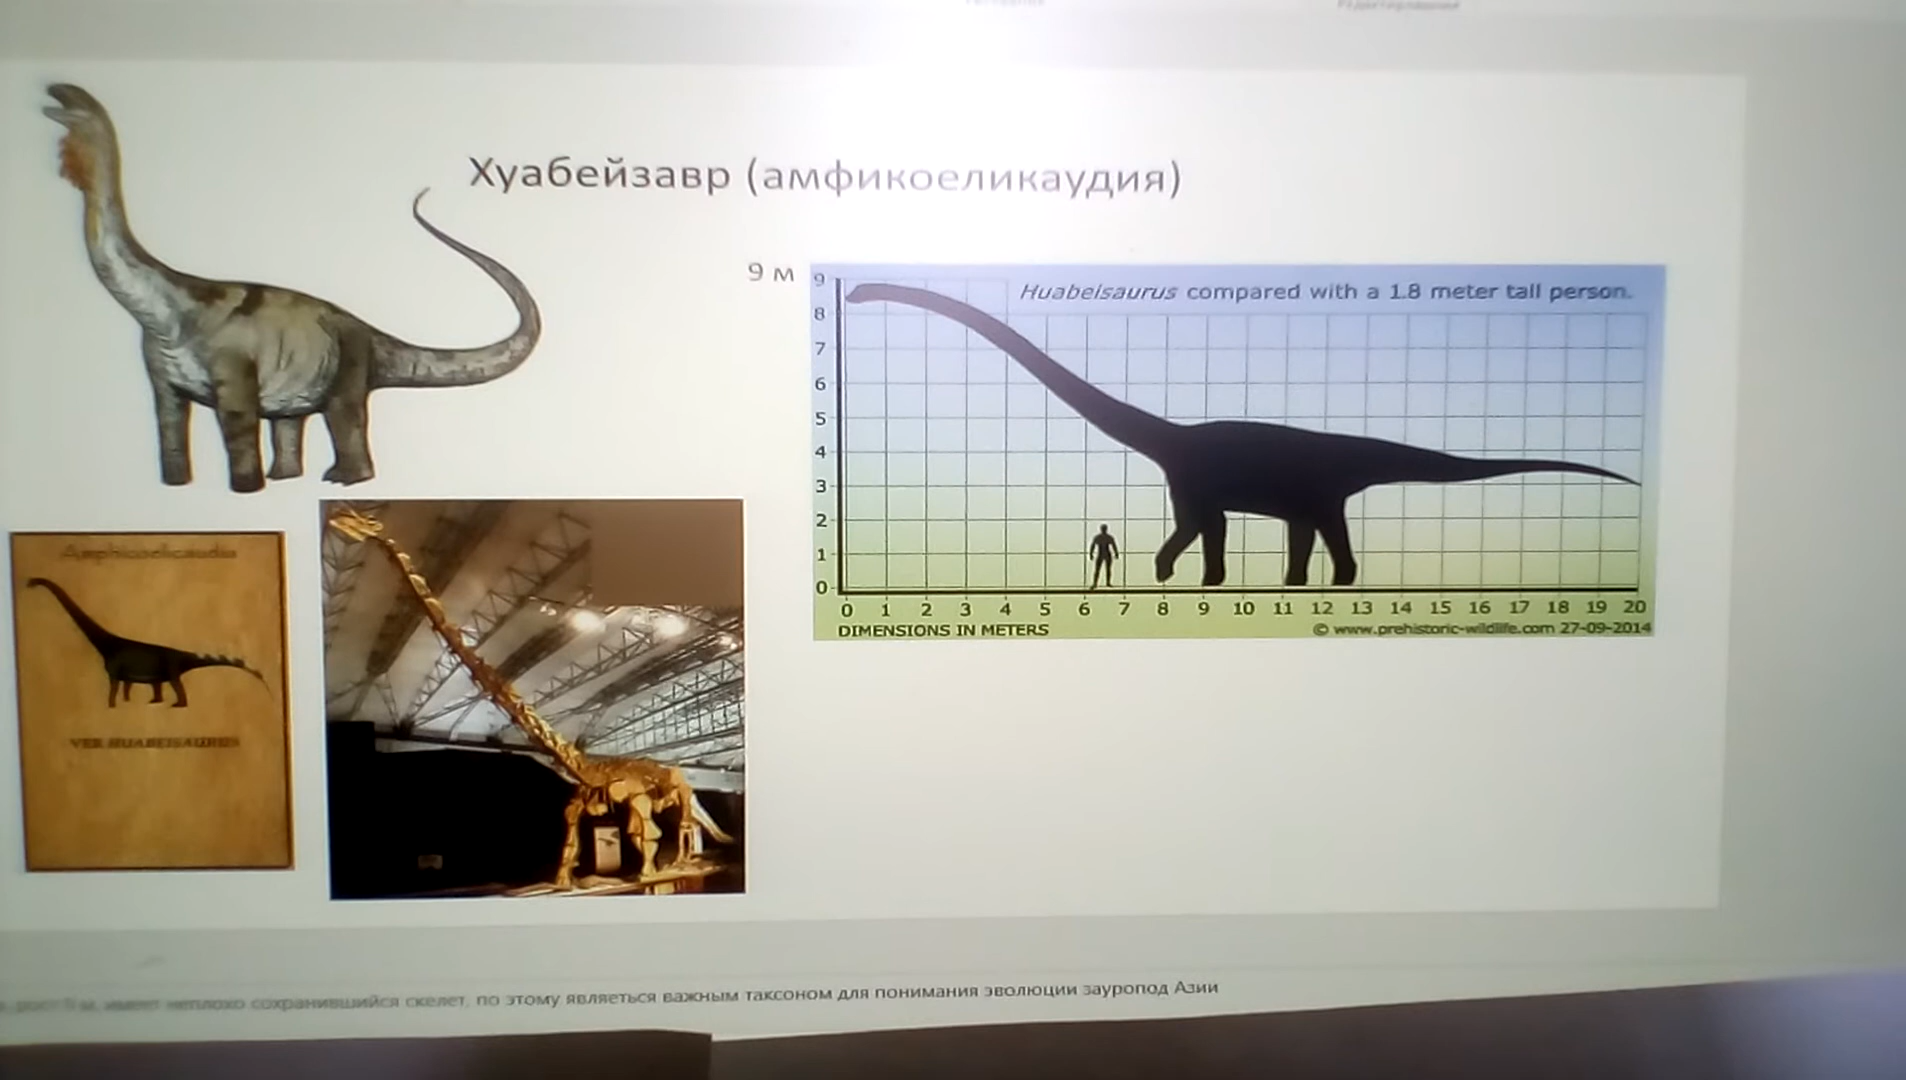 Хуабейзавр (амфикоеликаудия)
9 м
Huabeisaurus compared with a 1.8 meter tall person.
9
8
7
6
5
4
3
2
1
0
0 1 2 3 4 5 6 7 8 9 10 11 12 13 14 15 16 17 18 19 20
DIMENSIONS IN METERS
© www.prehistoric-wildlife.com 27-09-2014
Amphicoelicaudia
VER HUABEISAURUS
имеет неплохо сохранившийся скелет, по этому являеться важным таксоном для понимания эволюции зауропод Азии